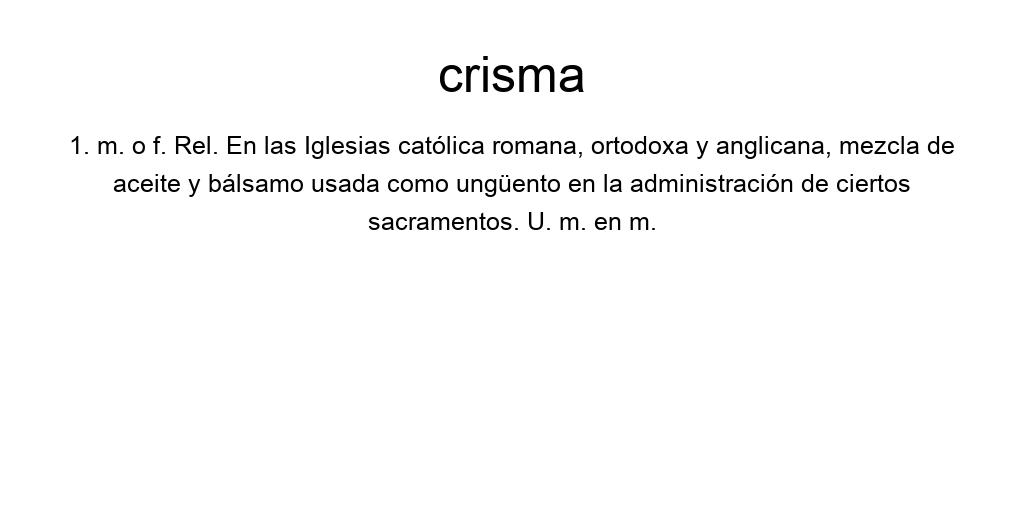 crisma
1. m. o f. Rel. En las Iglesias católica romana, ortodoxa y anglicana, mezcla de
aceite y bálsamo usada como ungüento en la administración de ciertos
sacramentos. U. m. en m.